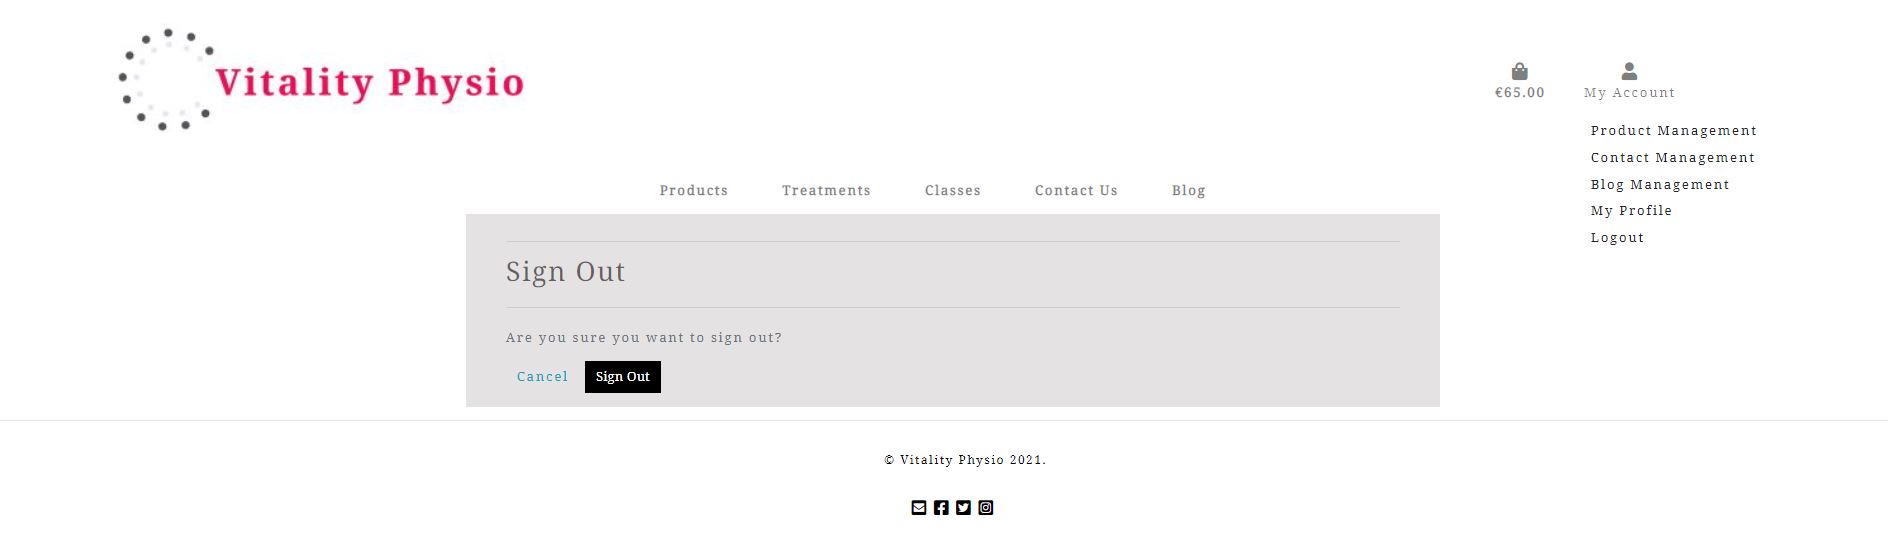 Vitality Physio
€65.00
My Account
Product Management
Contact Management
Blog Management
My Profile
Logout
Products Treatments Classes Contact Us Blog
Sign Out
Are you sure you want to sign out?
Cancel Sign Out
© Vitality Physio 2021.